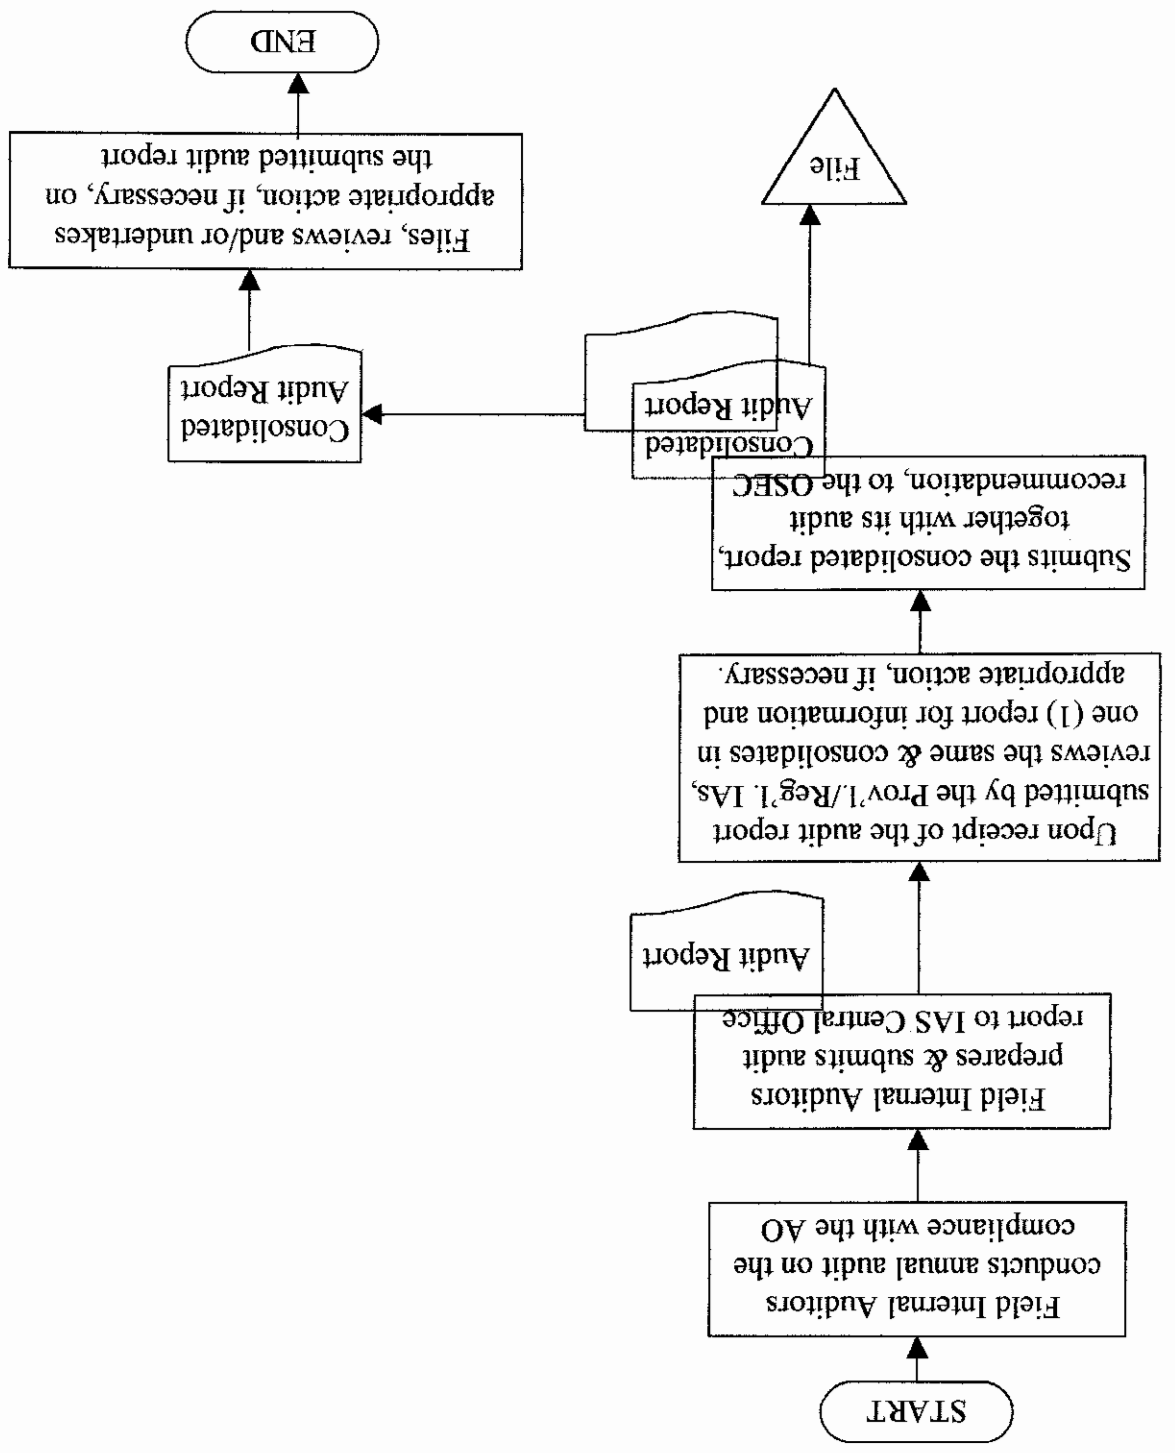 START
Field Internal Auditors
conducts annual audit on the
compliance with the AO
Field Internal Auditors
prepares & submits audit
report to IAS Central Office
Audit Report
Upon receipt of the audit report
submitted by the Prov'l./Reg'l. IAs,
reviews the same & consolidates in
one (1) report for information and
appropriate action, if necessary.
Submits the consolidated report,
together with its audit
recommendation, to the OSEC
Consolidated
Audit Report
File
Consolidated
Audit Report
Files, reviews and/or undertakes
appropriate action, if necessary, on
the submitted audit report
END